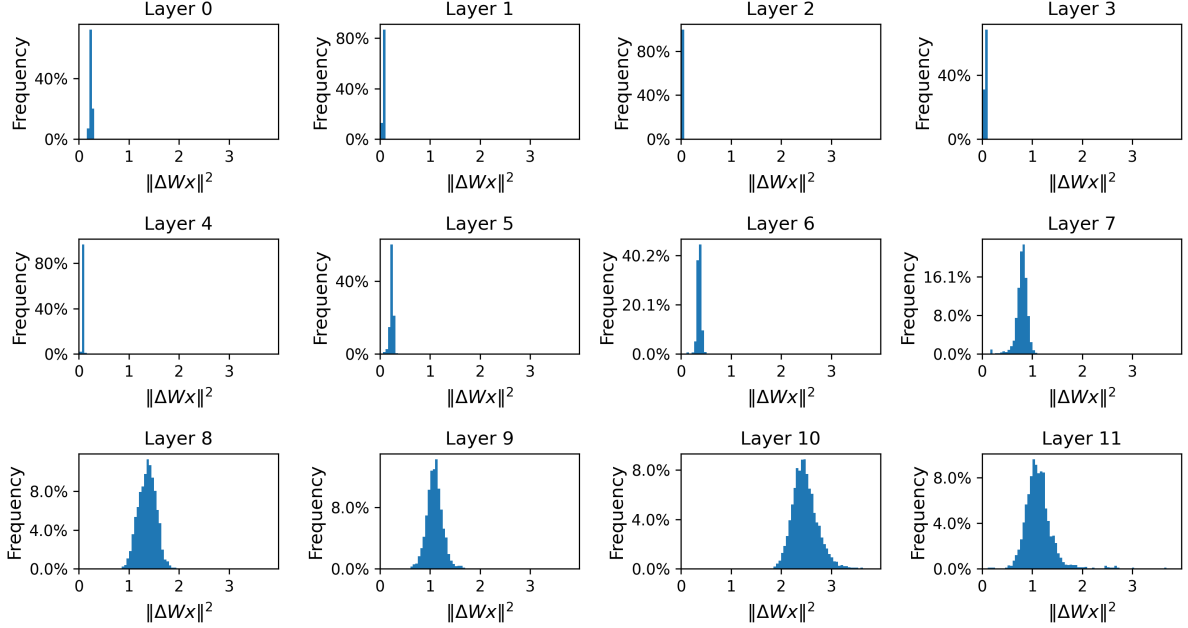 Layer 0
Frequency
40%
0%
0 1 2 3
‖ΔWx‖²
Layer 1
Frequency
80%
40%
0%
0 1 2 3
‖ΔWx‖²
Layer 2
Frequency
80%
40%
0%
0 1 2 3
‖ΔWx‖²
Layer 3
Frequency
40%
0%
0 1 2 3
‖ΔWx‖²
Layer 4
Frequency
80%
40%
0%
0 1 2 3
‖ΔWx‖²
Layer 5
Frequency
40%
0%
0 1 2 3
‖ΔWx‖²
Layer 6
Frequency
40.2%
20.1%
0.0%
0 1 2 3
‖ΔWx‖²
Layer 7
Frequency
16.1%
8.0%
0.0%
0 1 2 3
‖ΔWx‖²
Layer 8
Frequency
8.0%
4.0%
0.0%
0 1 2 3
‖ΔWx‖²
Layer 9
Frequency
8.0%
0.0%
0 1 2 3
‖ΔWx‖²
Layer 10
Frequency
8.0%
4.0%
0.0%
0 1 2 3
‖ΔWx‖²
Layer 11
Frequency
8.0%
4.0%
0.0%
0 1 2 3
‖ΔWx‖²